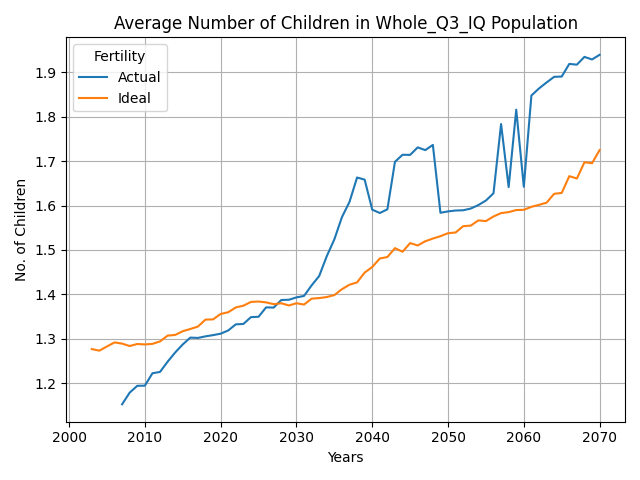 Average Number of Children in Whole_Q3_IQ Population
Fertility
Actual
Ideal
No. of Children
1.9
1.8
1.7
1.6
1.5
1.4
1.3
1.2
2000 2010 2020 2030 2040 2050 2060 2070
Years